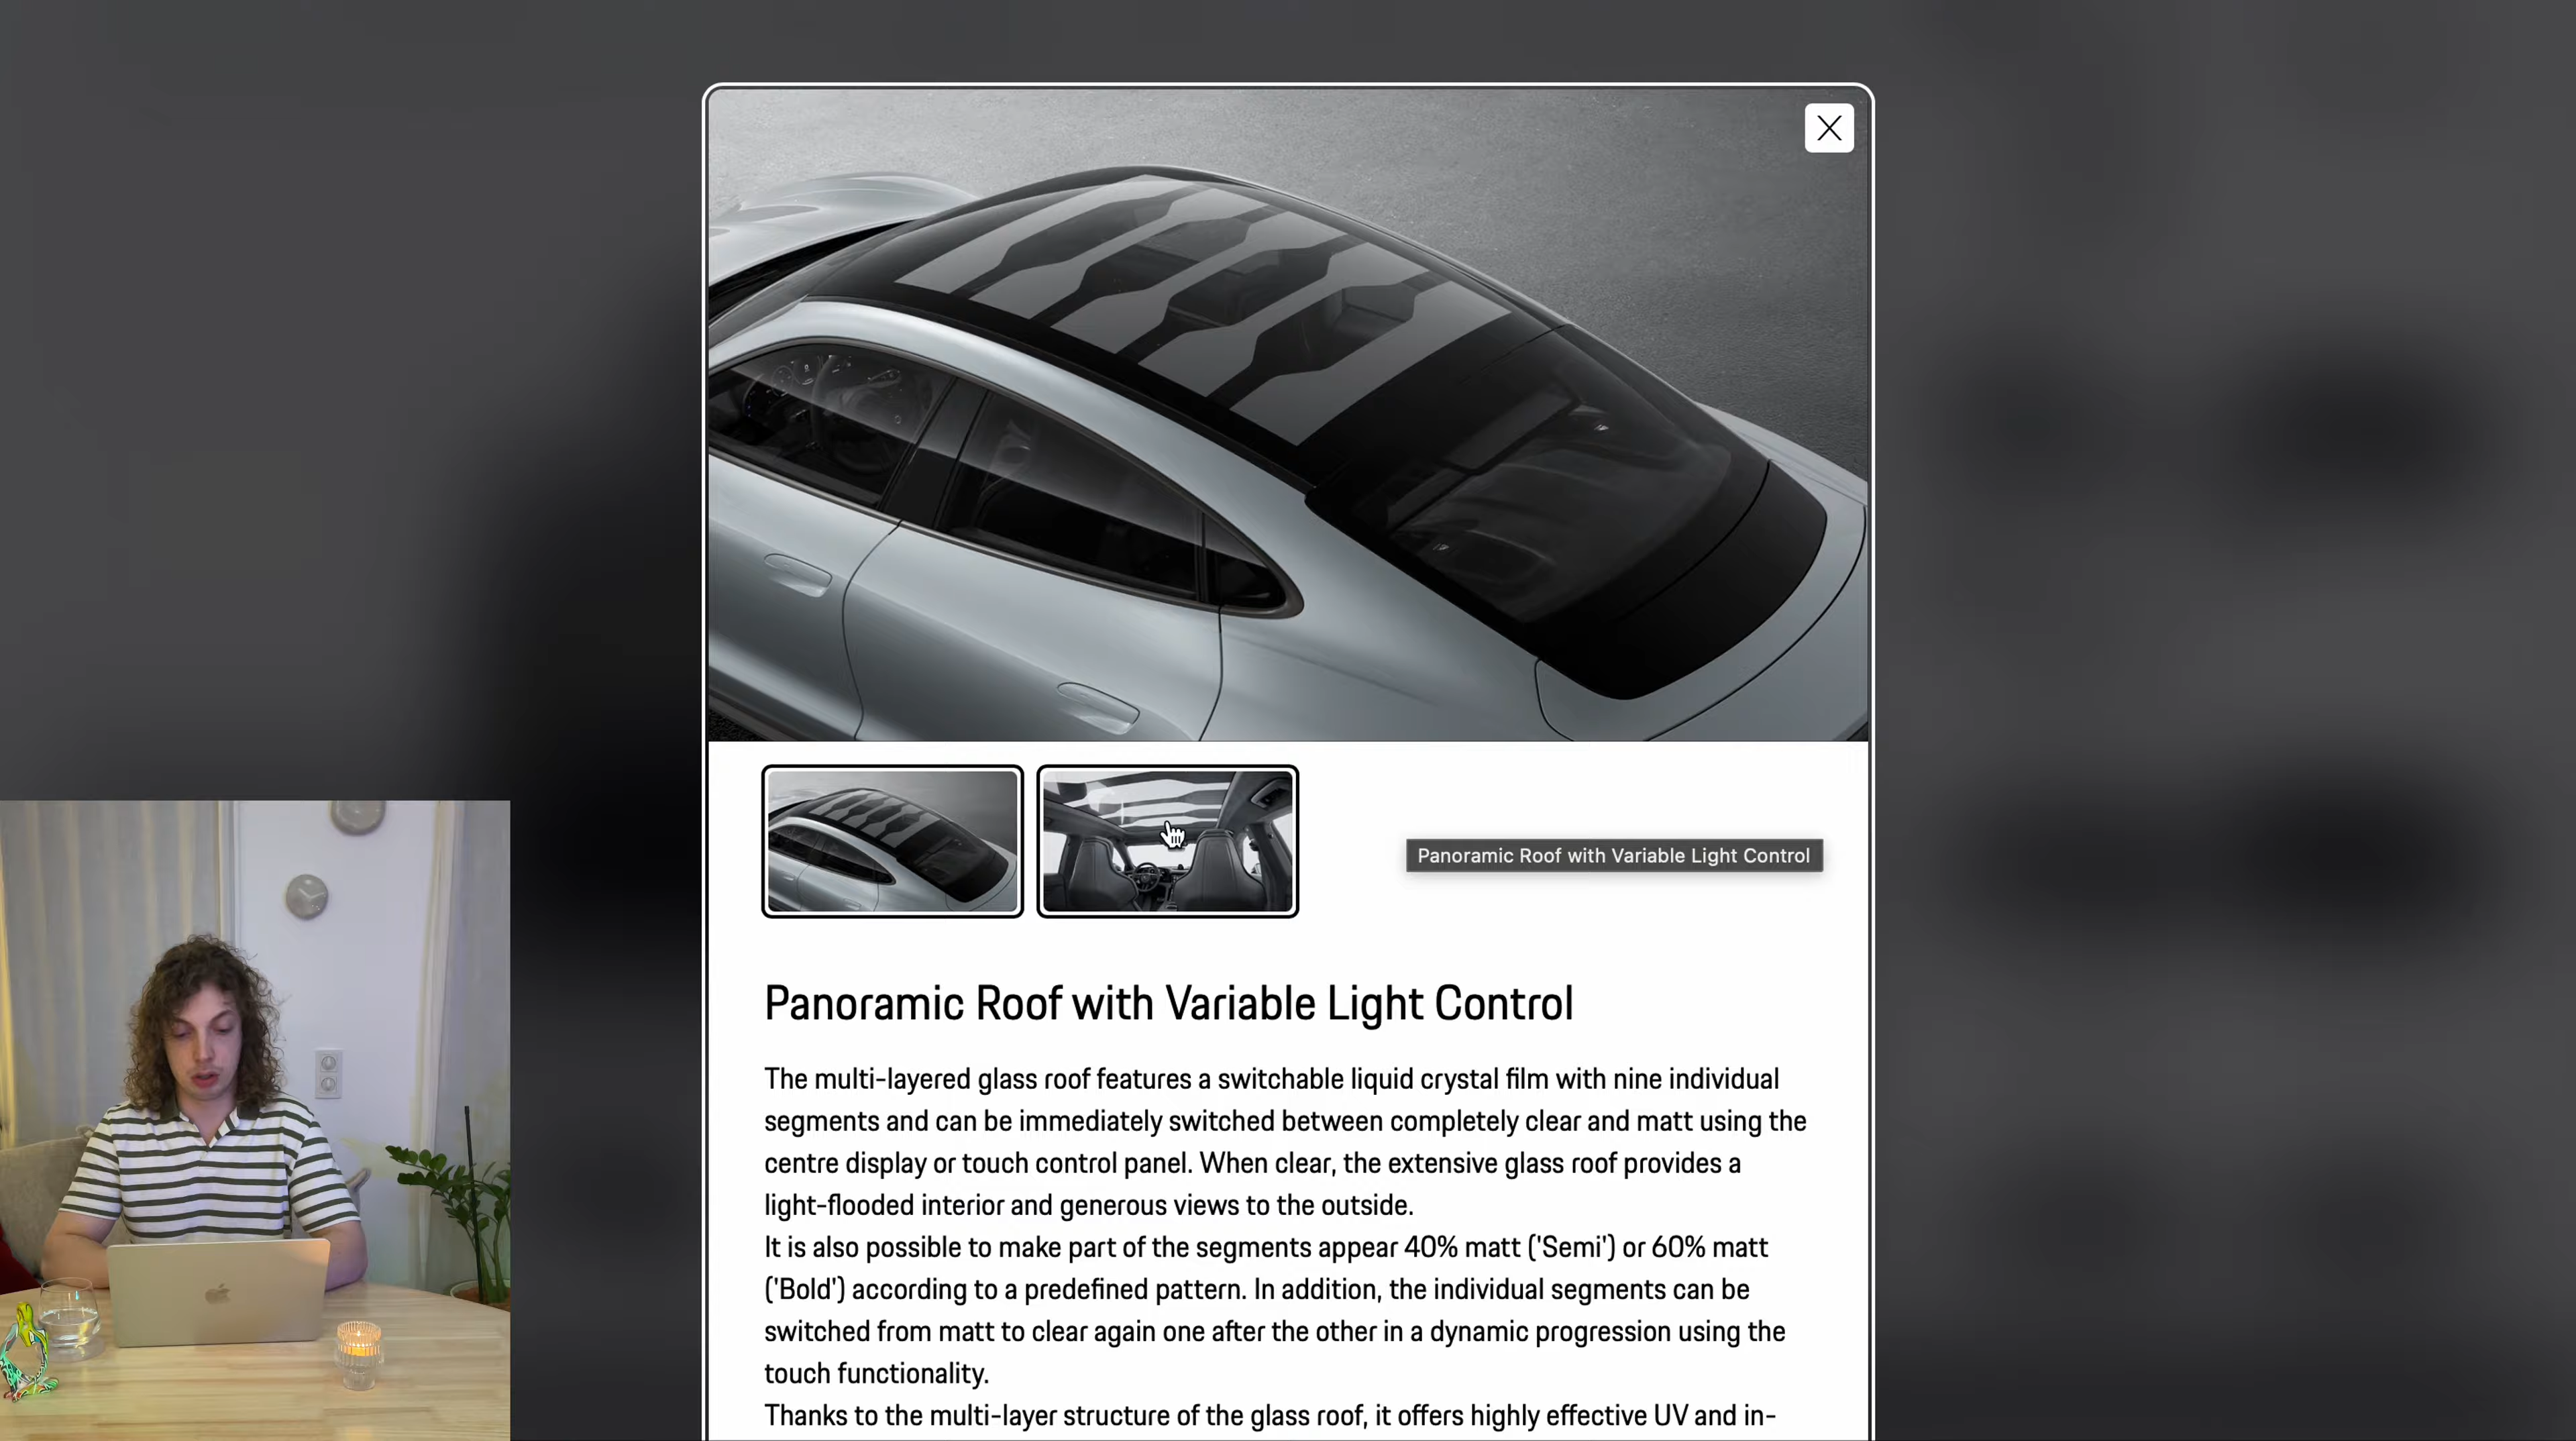 Panoramic Roof with Variable Light Control
Panoramic Roof with Variable Light Control
The multi-layered glass roof features a switchable liquid crystal film with nine individual
segments and can be immediately switched between completely clear and matt using the
centre display or touch control panel. When clear, the extensive glass roof provides a
light-flooded interior and generous views to the outside.
It is also possible to make part of the segments appear 40% matt ('Semi') or 60% matt
('Bold') according to a predefined pattern. In addition, the individual segments can be
switched from matt to clear again one after the other in a dynamic progression using the
touch functionality.
Thanks to the multi-layer structure of the glass roof, it offers highly effective UV and in-